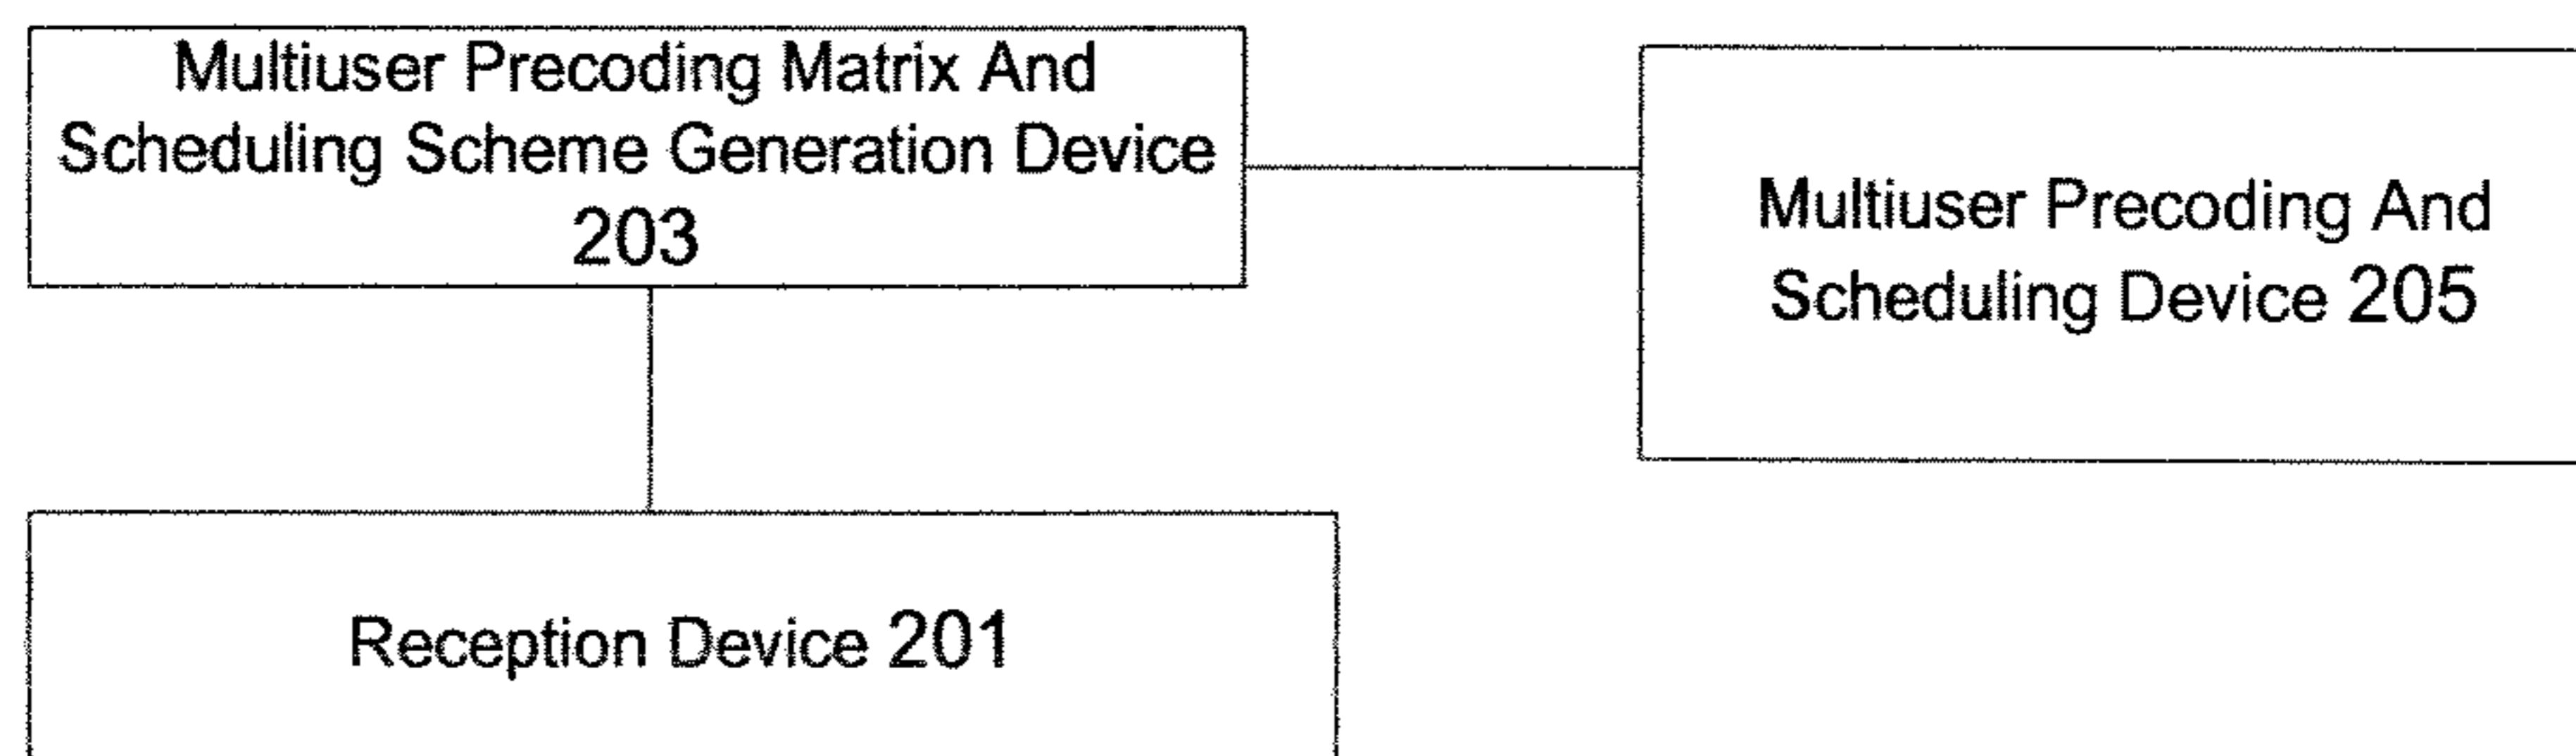 Multiuser Precoding Matrix And
Scheduling Scheme Generation Device
203
Multiuser Precoding And
Scheduling Device 205
Reception Device 201